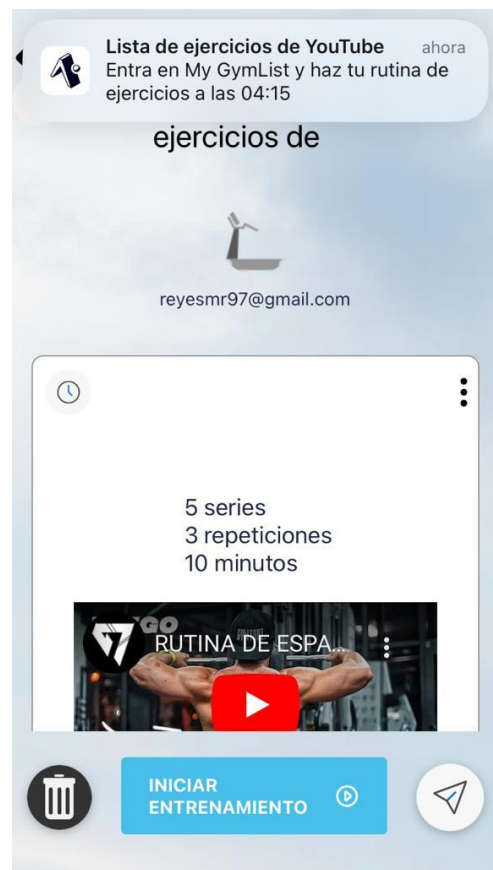 Lista de ejercicios de YouTube ahora
Entra en My GymList y haz tu rutina de
ejercicios a las 04:15
ejercicios de
reyesmr97@gmail.com
5 series
3 repeticiones
10 minutos
GO
RUTINA DE ESPA...
INICIAR
ENTRENAMIENTO